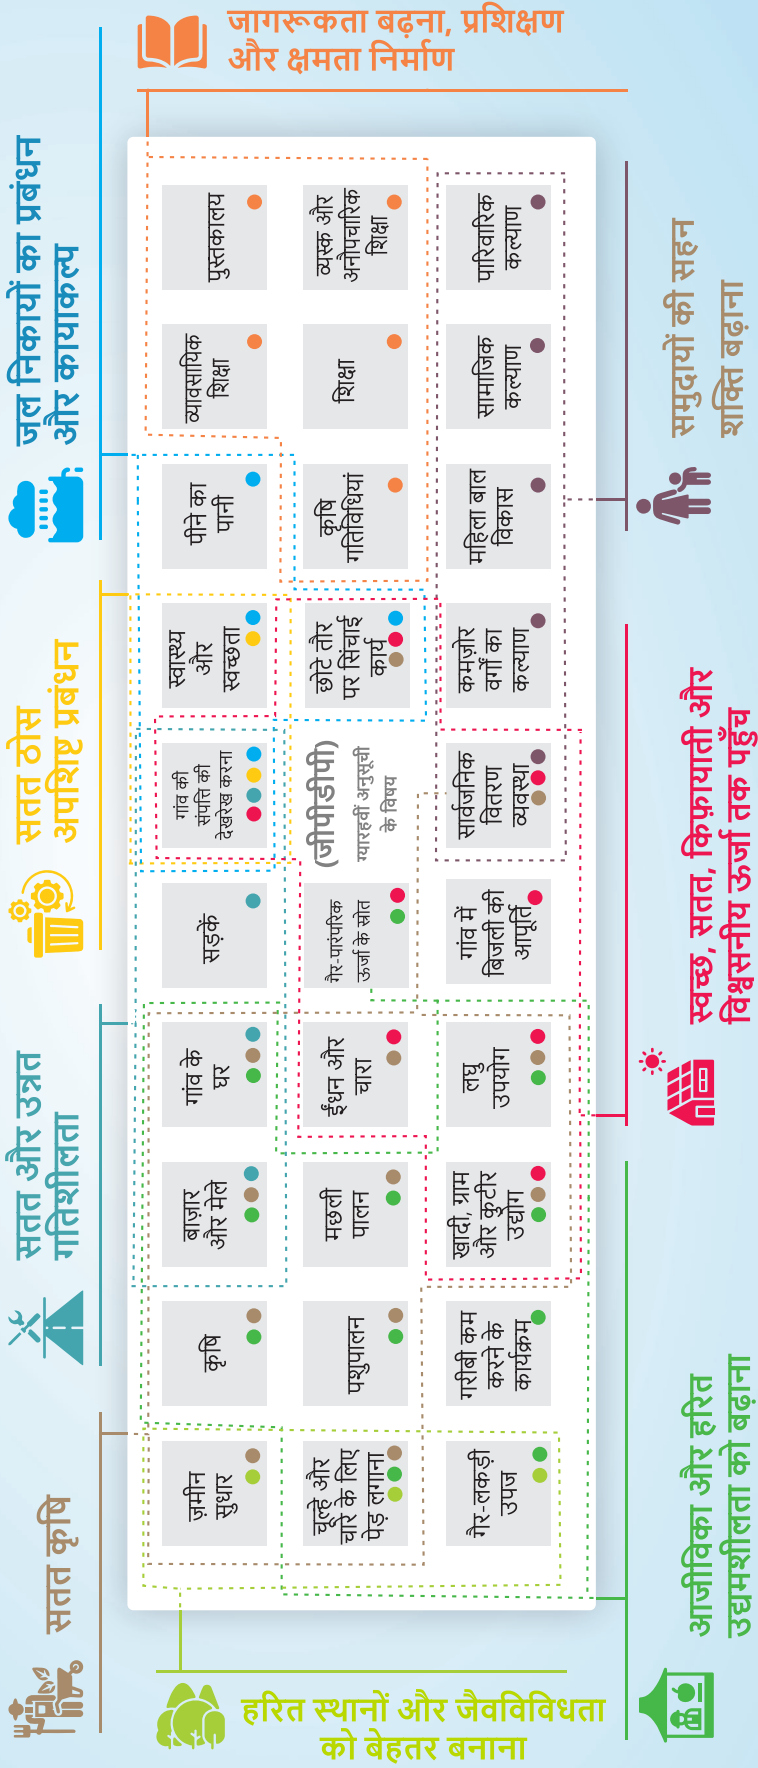 जागरूकता बढ़ना, प्रशिक्षण
और क्षमता निर्माण
जल निकायों का प्रबंधन
और कायाकल्प
सतत ठोस
अपशिष्ट प्रबंधन
सतत और उन्नत
गतिशीलता
सतत कृषि
पुस्तकालय
व्यावसायिक
शिक्षा
पीने का
पानी
स्वास्थ्य
और
स्वच्छता
गांव की
संपत्ति की
देखरेख करना
सड़कें
गांव के
घर
बाज़ार
और मेले
कृषि
ज़मीन
सुधार
व्यस्क और
अनौपचारिक
शिक्षा
शिक्षा
कृषि
गतिविधियां
छोटे तौर
पर सिंचाई
कार्य
(जीपीडीपी)
ग्यारहवीं अनुसूची
के विषय
गैर-पारंपरिक
ऊर्जा के स्रोत
ईंधन और
चारा
मछली
पालन
पशुपालन
चूल्हे और
चारे के लिए
पेड़ लगाना
पारिवारिक
कल्याण
सामाजिक
कल्याण
महिला बाल
विकास
कमज़ोर
वर्गों का
कल्याण
सार्वजनिक
वितरण
व्यवस्था
गांव में
बिजली की
आपूर्ति
लघु
उपयोग
खादी, ग्राम
और कुटीर
उद्योग
गरीबी कम
करने के
कार्यक्रम
गैर-लकड़ी
उपज
समुदायों की सहन
शक्ति बढ़ाना
स्वच्छ, सतत, किफ़ायाती और
विश्वसनीय ऊर्जा तक पहुँच
आजीविका और हरित
उद्यमशीलता को बढ़ाना
हरित स्थानों और जैवविविधता
को बेहतर बनाना